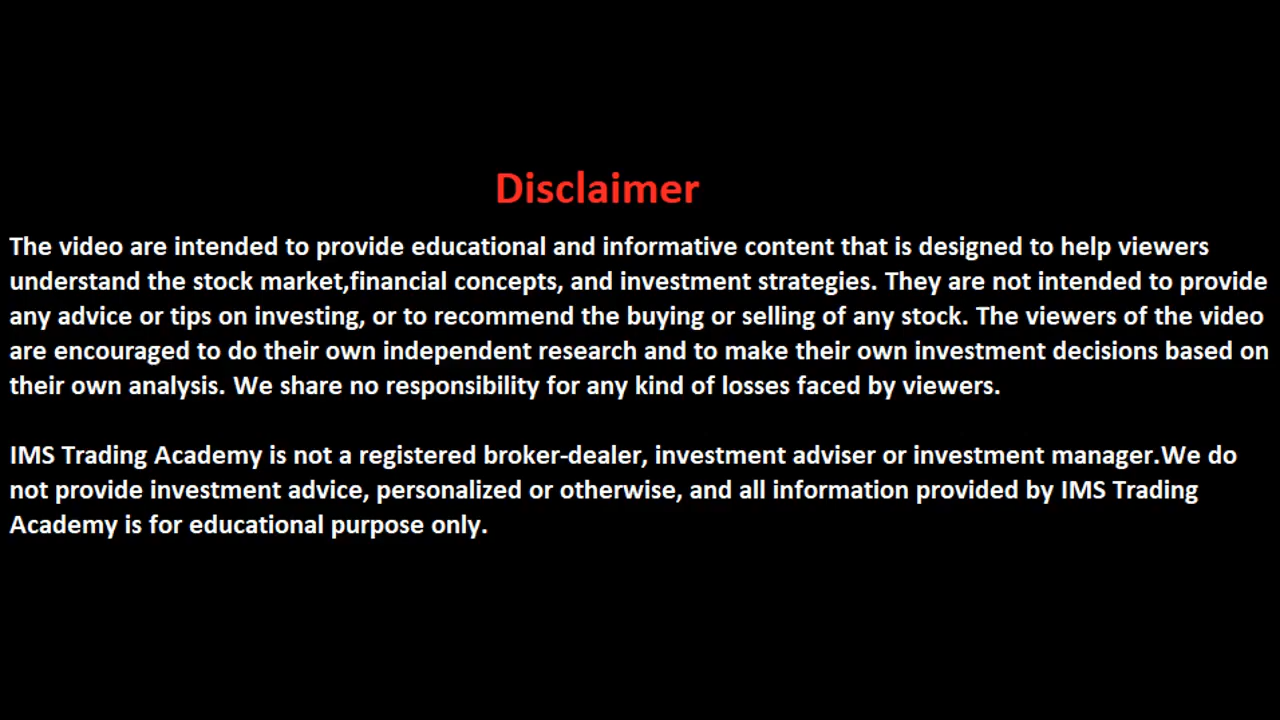 Disclaimer
The video are intended to provide educational and informative content that is designed to help viewers
understand the stock market,financial concepts, and investment strategies. They are not intended to provide
any advice or tips on investing, or to recommend the buying or selling of any stock. The viewers of the video
are encouraged to do their own independent research and to make their own investment decisions based on
their own analysis. We share no responsibility for any kind of losses faced by viewers.
IMS Trading Academy is not a registered broker-dealer, investment adviser or investment manager.We do
not provide investment advice, personalized or otherwise, and all information provided by IMS Trading
Academy is for educational purpose only.